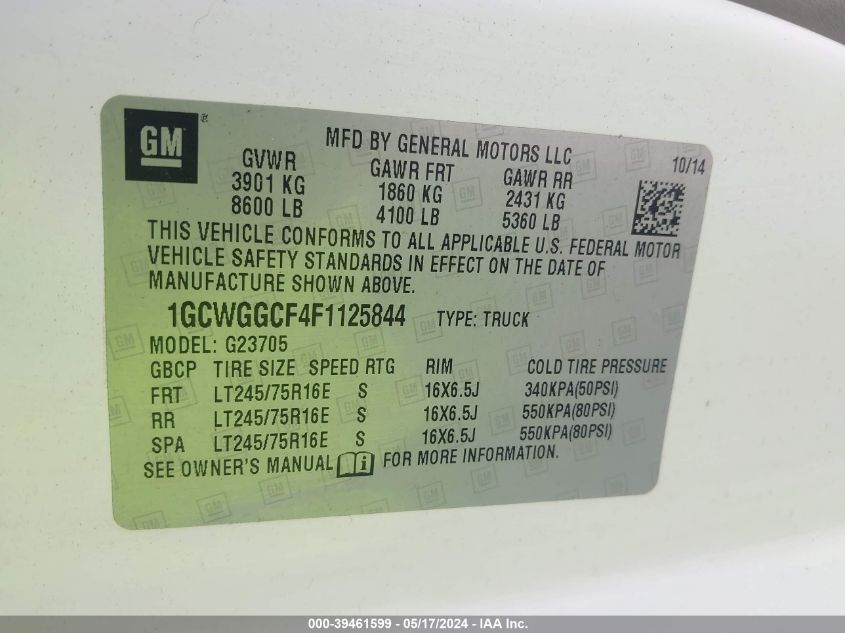 GM ®
MFD BY GENERAL MOTORS LLC 10/14
GVWR GAWR FRT GAWR RR
3901 KG 1860 KG 2431 KG
8600 LB 4100 LB 5360 LB
THIS VEHICLE CONFORMS TO ALL APPLICABLE U.S. FEDERAL MOTOR
VEHICLE SAFETY STANDARDS IN EFFECT ON THE DATE OF
MANUFACTURE SHOWN ABOVE.
1GCWGGCF4F1125844 TYPE: TRUCK
MODEL: G23705
GBCP TIRE SIZE SPEED RTG RIM COLD TIRE PRESSURE
FRT LT245/75R16E S 16X6.5J 340KPA(50PSI)
RR LT245/75R16E S 16X6.5J 550KPA(80PSI)
SPA LT245/75R16E S 16X6.5J 550KPA(80PSI)
SEE OWNER'S MANUAL FOR MORE INFORMATION.
000-39461599 — 05/17/2024 — IAA Inc.